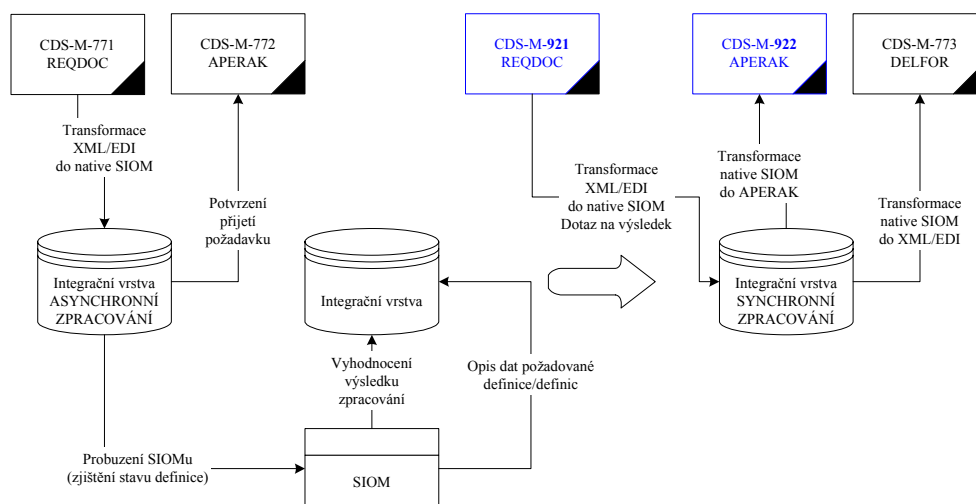 CDS-M-771
REQDOC
CDS-M-772
APERAK
CDS-M-921
REQDOC
CDS-M-922
APERAK
CDS-M-773
DELFOR
Transformace
XML/EDI
do native SIOM
Potvrzení
přijetí
požadavku
Transformace
XML/EDI
do native SIOM
Dotaz na výsledek
Transformace
native SIOM
do APERAK
Transformace
native SIOM
do XML/EDI
Integrační vrstva
ASYNCHRONNÍ
ZPRACOVÁNÍ
Integrační vrstva
Integrační vrstva
SYNCHRONNÍ
ZPRACOVÁNÍ
Vyhodnocení
výsledku
zpracování
Opis dat požadované
definice/definic
Probuzení SIOMu
(zjištění stavu definice)
SIOM